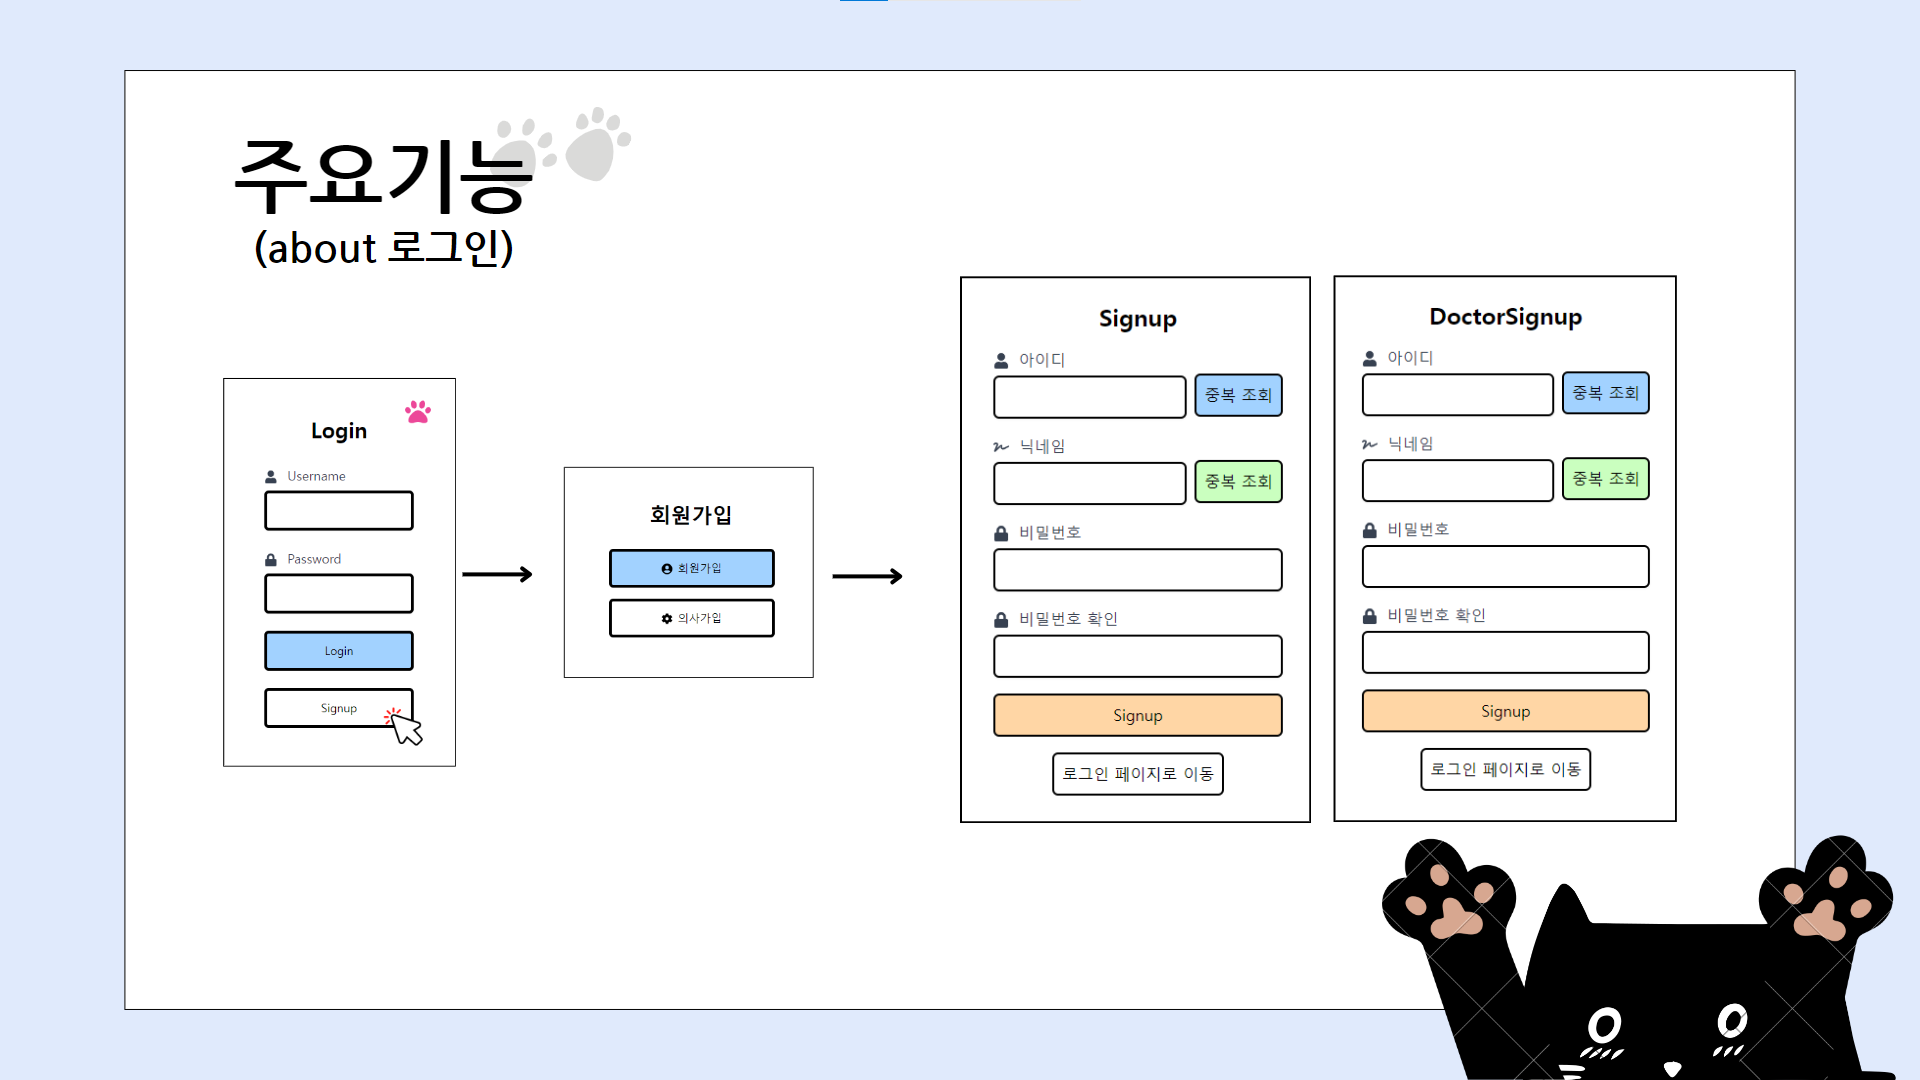 주요기능
(about 로그인)
Login
Username
Password
Login
Signup
회원가입
회원가입
의사가입
Signup
아이디
중복 조회
닉네임
중복 조회
비밀번호
비밀번호 확인
Signup
로그인 페이지로 이동
DoctorSignup
아이디
중복 조회
닉네임
중복 조회
비밀번호
비밀번호 확인
Signup
로그인 페이지로 이동